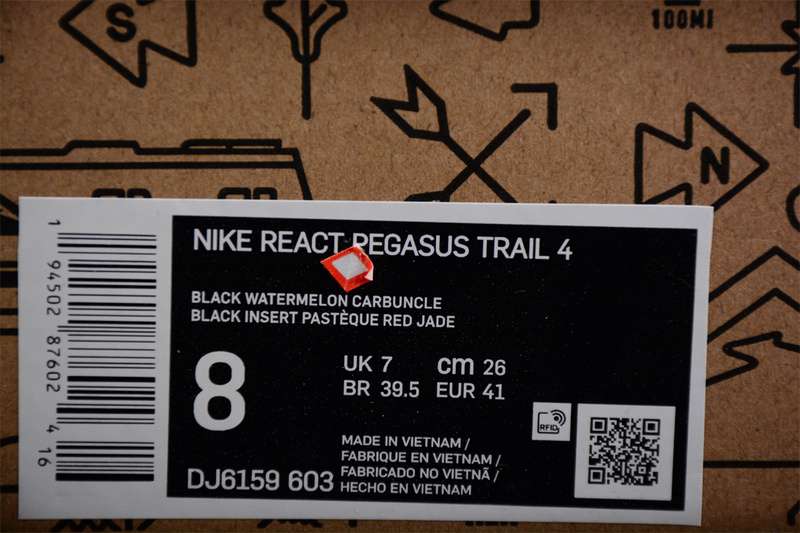 S
100MI
N
1 94502 87602 4 16
NIKE REACT PEGASUS TRAIL 4
BLACK WATERMELON CARBUNCLE
BLACK INSERT PASTÈQUE RED JADE
8
UK 7 cm 26
BR 39.5 EUR 41
RFID
DJ6159 603
MADE IN VIETNAM /
FABRIQUE EN VIETNAM /
FABRICADO NO VIETNÃ /
HECHO EN VIETNAM